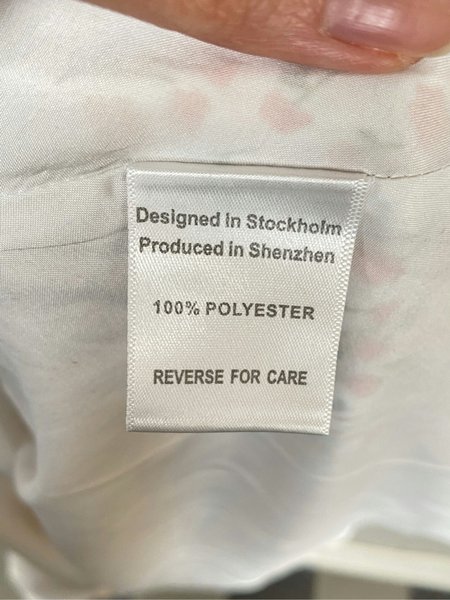 Designed in Stockholm
Produced in Shenzhen
100% POLYESTER
REVERSE FOR CARE